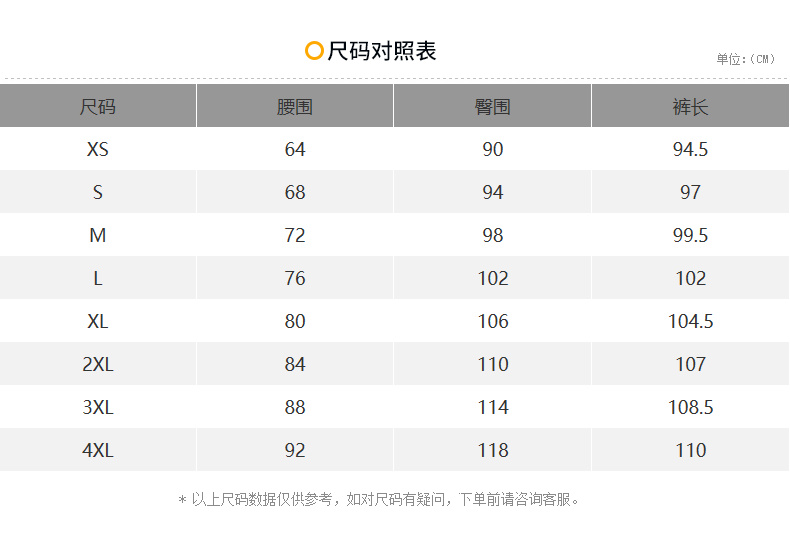 尺码对照表
单位:(CM)
尺码 腰围 臀围 裤长
XS 64 90 94.5
S 68 94 97
M 72 98 99.5
L 76 102 102
XL 80 106 104.5
2XL 84 110 107
3XL 88 114 108.5
4XL 92 118 110
* 以上尺码数据仅供参考，如对尺码有疑问，下单前请咨询客服。